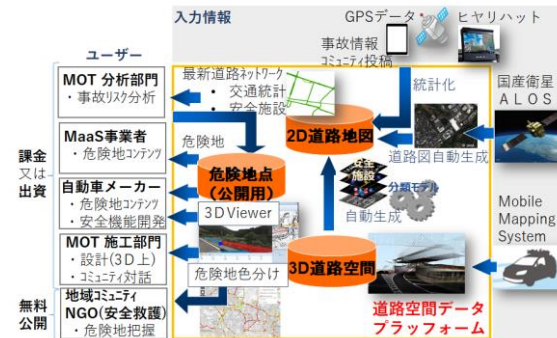 入力情報
GPSデータ
ヒヤリハット
事故情報
コミュニティ投稿
ユーザー
MOT 分析部門
・事故リスク分析
MaaS事業者
・危険地コンテンツ
自動車メーカー
・危険地コンテンツ
・安全機能開発
MOT 施工部門
・設計(3D上)
・コミュニティ対話
地域コミュニティ
NGO(安全救護)
・危険地把握
課金
又は
出資
無料
公開
最新道路ネットワーク
・ 交通統計
・ 安全施設
統計化
2D道路地図
道路図自動生成
国産衛星
ALOS
危険地
危険地点
(公開用)
安全
施設
分類モデル
自動生成
3DViewer
危険地色分け
3D道路空間
道路空間データ
プラッフォーム
Mobile
Mapping
System